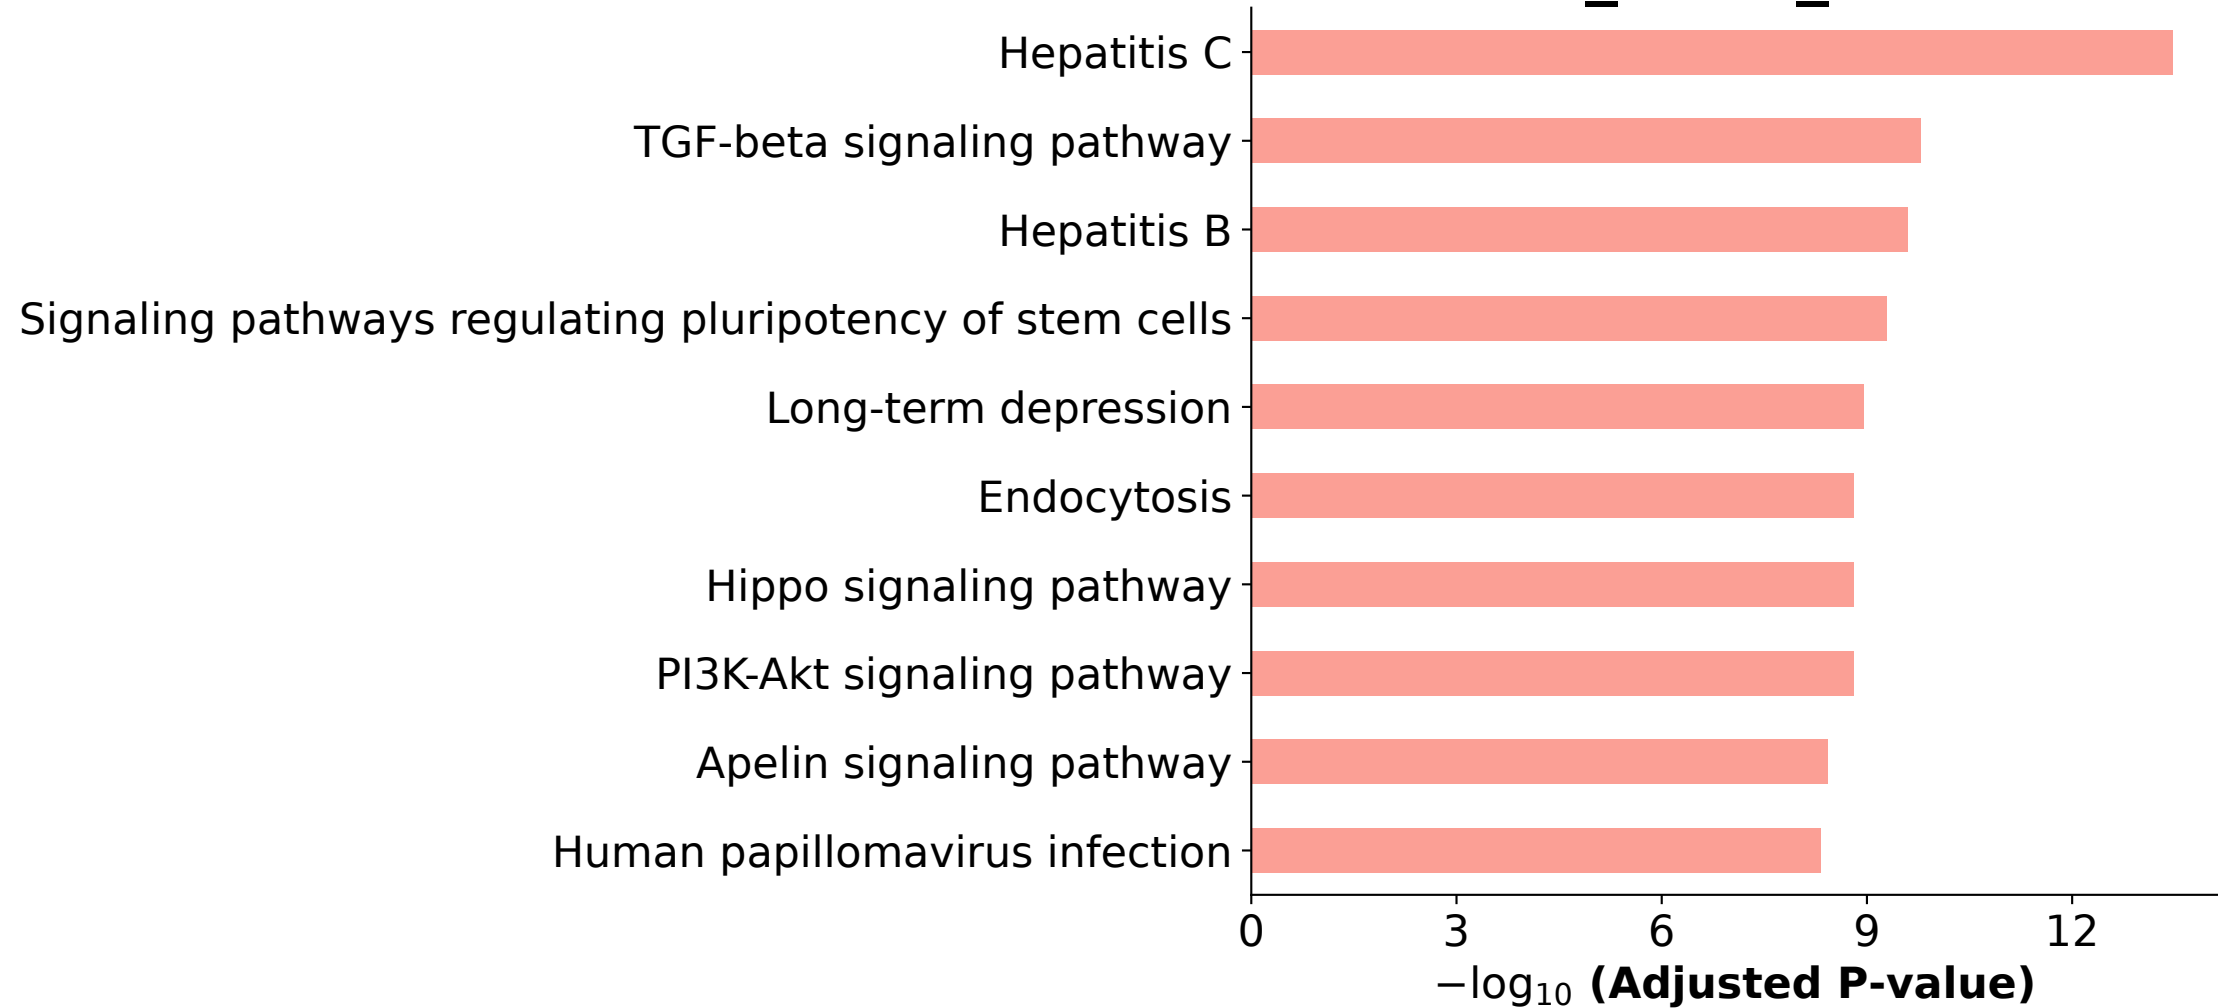 Hepatitis C
TGF-beta signaling pathway
Hepatitis B
Signaling pathways regulating pluripotency of stem cells
Long-term depression
Endocytosis
Hippo signaling pathway
PI3K-Akt signaling pathway
Apelin signaling pathway
Human papillomavirus infection
0 3 6 9 12
−log₁₀ (Adjusted P-value)